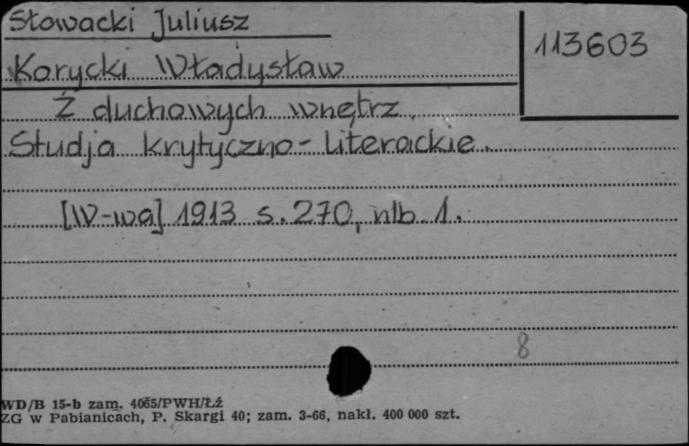 Słowacki Juliusz
113603
Korycki Władysław
Z duchowych wnętrz.
Studja krytyczno-literackie.
[W-wa] 1913 s. 270, nlb. 1.
8
WD/B 15-b zam. 4065/PWH/Łź
ZG w Pabianicach, P. Skargi 40; zam. 3-66, nakł. 400 000 szt.